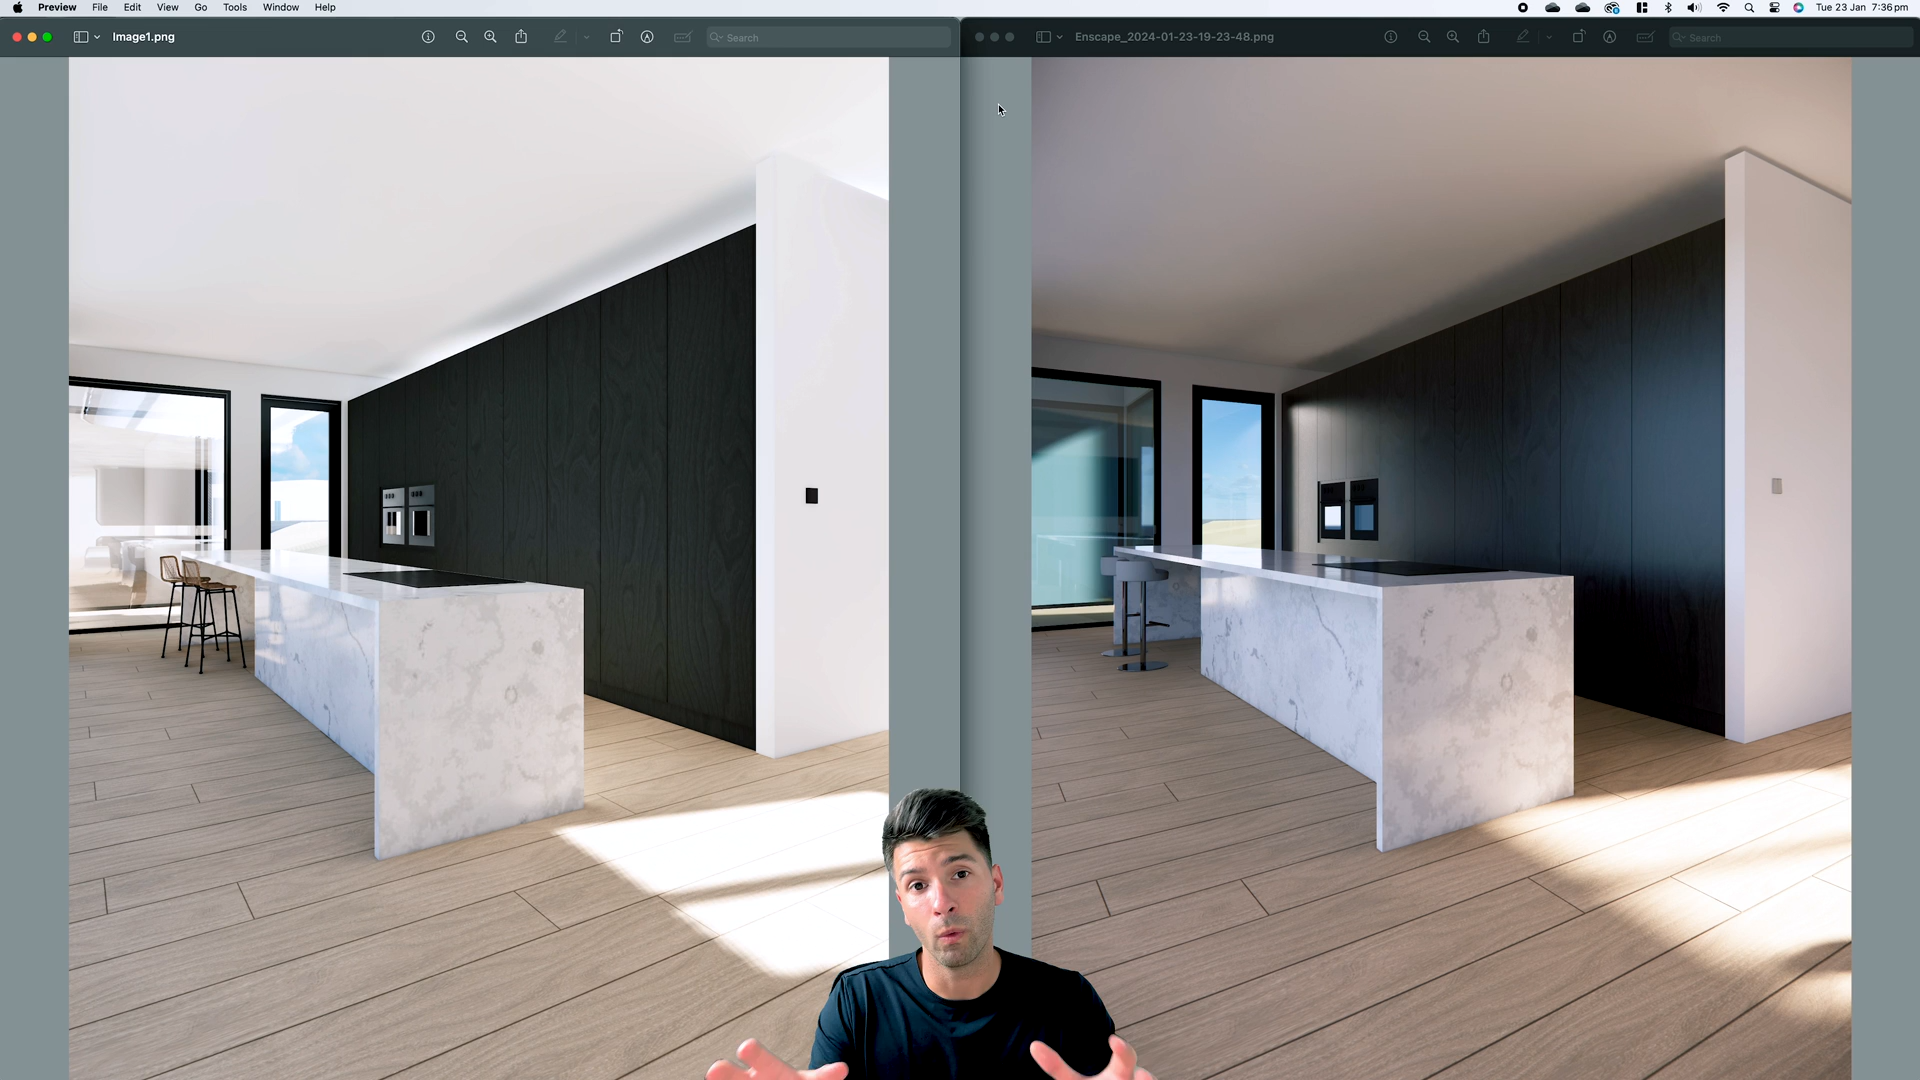 Preview File Edit View Go Tools Window Help Tue 23 Jan 7:36 pm
Image1.png Search
Enscape_2024-01-23-19-23-48.png Search